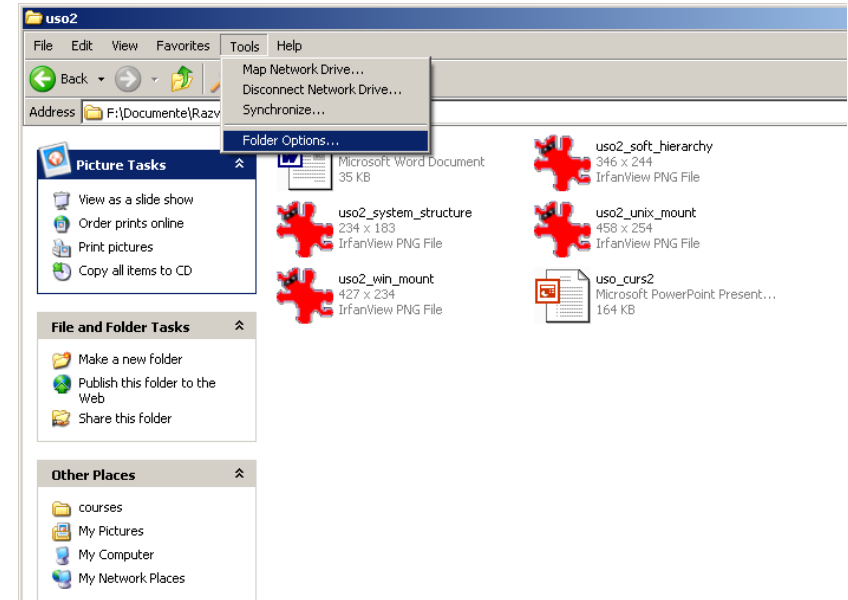 uso2
File Edit View Favorites Tools Help
Back
Map Network Drive...
Disconnect Network Drive...
Synchronize...
Folder Options...
Address F:\Documente\Razv
Picture Tasks
View as a slide show
Order prints online
Print pictures
Copy all items to CD
File and Folder Tasks
Make a new folder
Publish this folder to the
Web
Share this folder
Other Places
courses
My Pictures
My Computer
My Network Places
Microsoft Word Document
35 KB
uso2_soft_hierarchy
346 x 244
IrfanView PNG File
uso2_system_structure
234 x 183
IrfanView PNG File
uso2_unix_mount
458 x 254
IrfanView PNG File
uso2_win_mount
427 x 234
IrfanView PNG File
uso_curs2
Microsoft PowerPoint Present...
164 KB